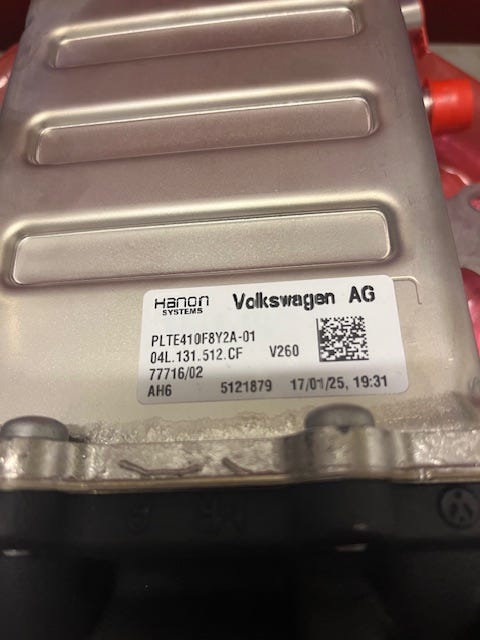 Hanon
SYSTEMS
Volkswagen AG
PLTE410F8Y2A-01
04L.131.512.CF V260
77716/02
AH6 5121879 17/01/25, 19:31